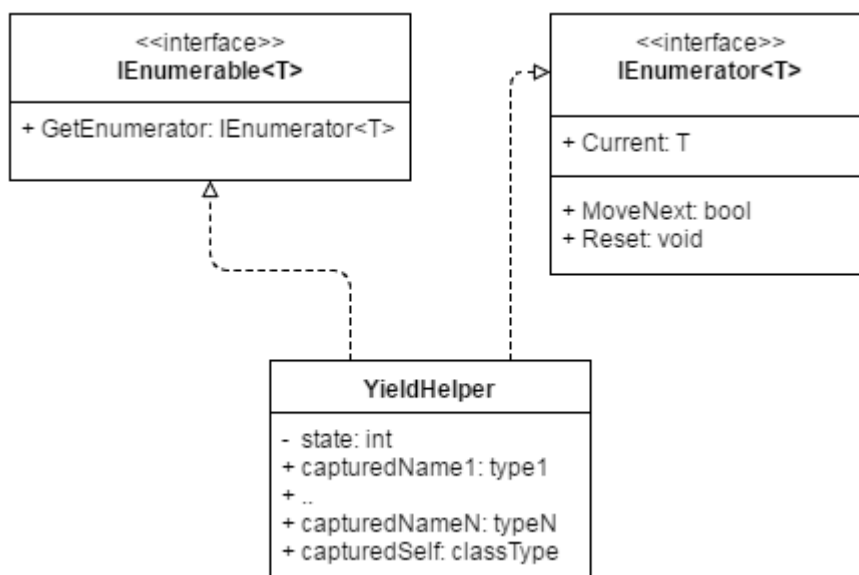 <<interface>>
IEnumerable<T>
+ GetEnumerator: IEnumerator<T>
<<interface>>
IEnumerator<T>
+ Current: T
+ MoveNext: bool
+ Reset: void
YieldHelper
- state: int
+ capturedName1: type1
+ ..
+ capturedNameN: typeN
+ capturedSelf: classType